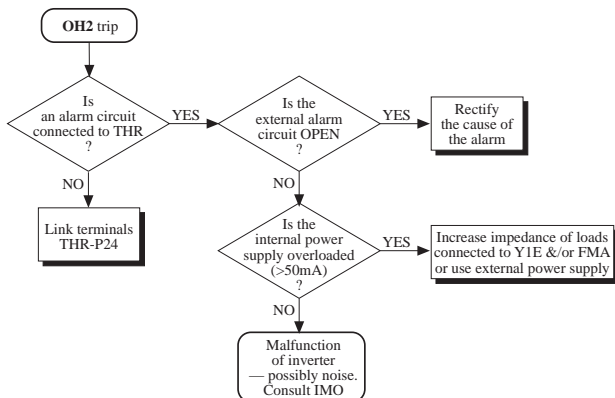 OH2 trip
Is
an alarm circuit
connected to THR
?
YES
Is the
external alarm
circuit OPEN
?
YES
Rectify
the cause of
the alarm
NO
NO
Link terminals
THR-P24
Is the
internal power
supply overloaded
(>50mA)
?
YES
Increase impedance of loads
connected to Y1E &/or FMA
or use external power supply
NO
Malfunction
of inverter
— possibly noise.
Consult IMO